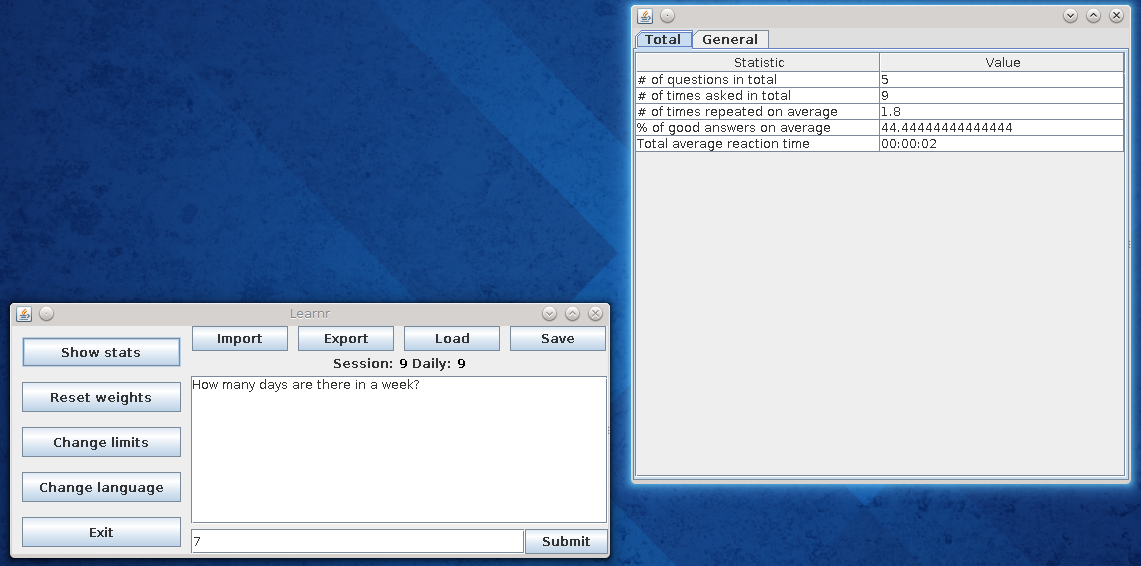 Total General
Statistic Value
# of questions in total 5
# of times asked in total 9
# of times repeated on average 1.8
% of good answers on average 44.44444444444444
Total average reaction time 00:00:02
Learnr
Import Export Load Save
Show stats
Session: 9 Daily: 9
How many days are there in a week?
Reset weights
Change limits
Change language
Exit
7 Submit